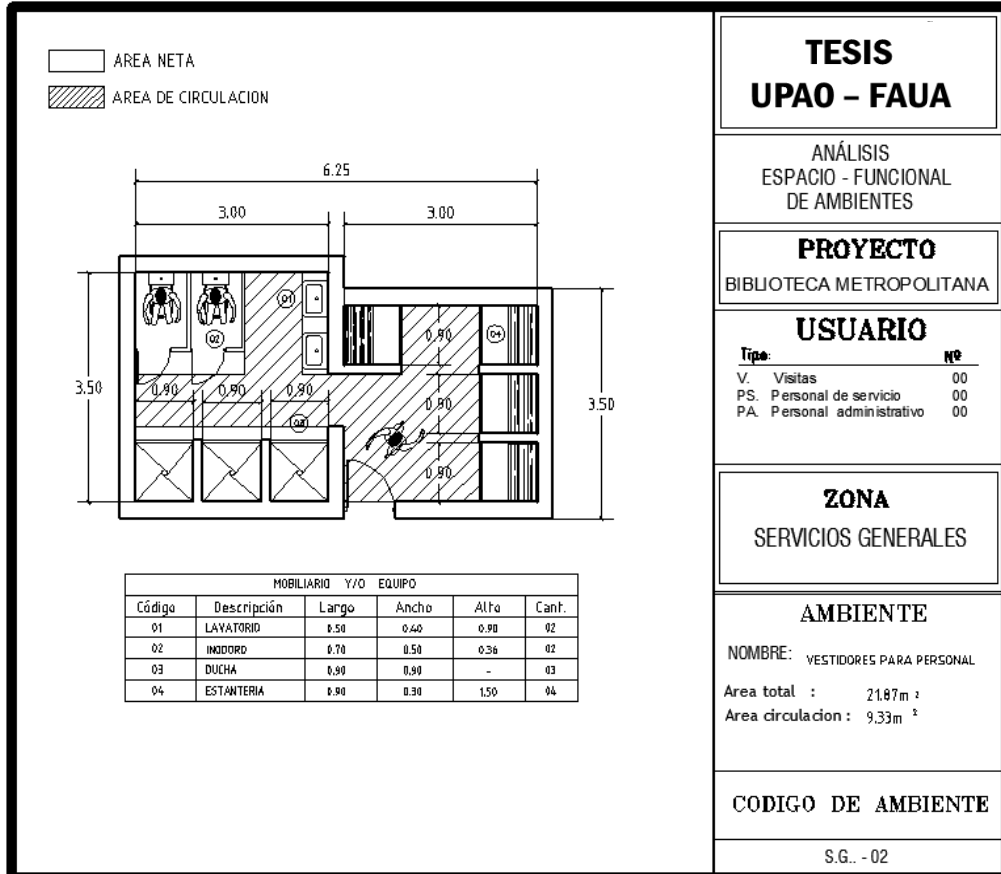 AREA NETA
AREA DE CIRCULACION
6.25
3.00 3.00
01
02
03
04
3.50
3.50
0.90 0.90 0.90
0.90
0.90
0.90
MOBILIARIO Y/O EQUIPO
Código Descripción Largo Ancho Alto Cant.
01 LAVATORIO 0.50 0.40 0.90 02
02 INODORO 0.70 0.50 0.36 02
03 DUCHA 0.90 0.90 - 03
04 ESTANTERIA 0.90 0.30 1.50 04
TESIS
UPAO – FAUA
ANÁLISIS
ESPACIO - FUNCIONAL
DE AMBIENTES
PROYECTO
BIBLIOTECA METROPOLITANA
USUARIO
Tipo: Nº
V. Visitas 00
PS. Personal de servicio 00
PA. Personal administrativo 00
ZONA
SERVICIOS GENERALES
AMBIENTE
NOMBRE: VESTIDORES PARA PERSONAL
Area total : 21.87m ²
Area circulacion : 9.33m ²
CODIGO DE AMBIENTE
S.G.. - 02